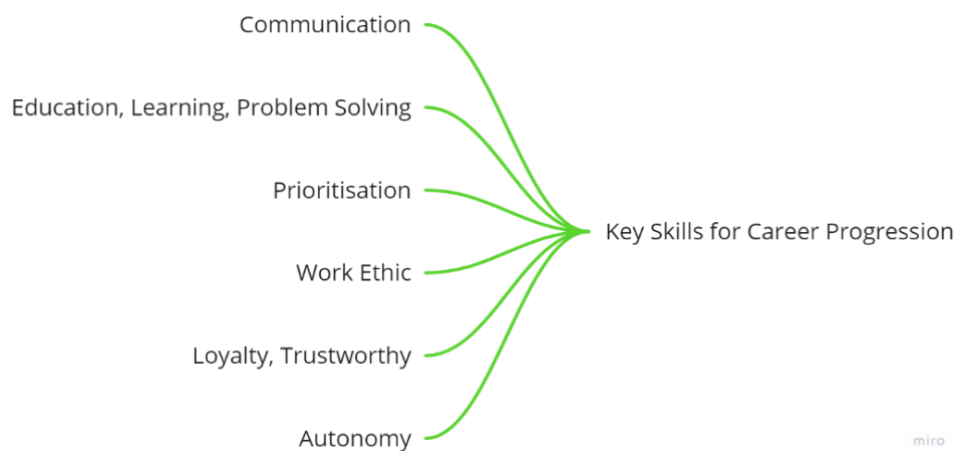 Communication
Education, Learning, Problem Solving
Prioritisation
Key Skills for Career Progression
Work Ethic
Loyalty, Trustworthy
Autonomy
miro